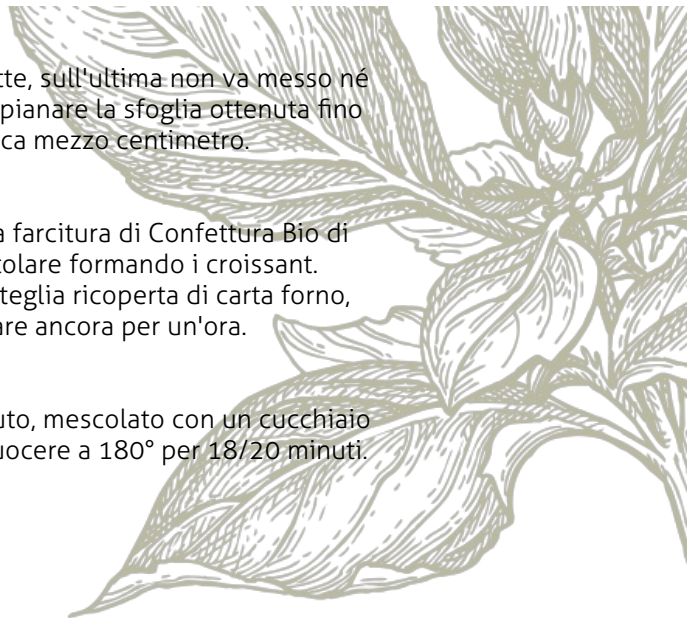 tte, sull'ultima non va messo né
pianare la sfoglia ottenuta fino
ca mezzo centimetro.
a farcitura di Confettura Bio di
tolare formando i croissant.
teglia ricoperta di carta forno,
are ancora per un'ora.
uto, mescolato con un cucchiaio
uocere a 180° per 18/20 minuti.